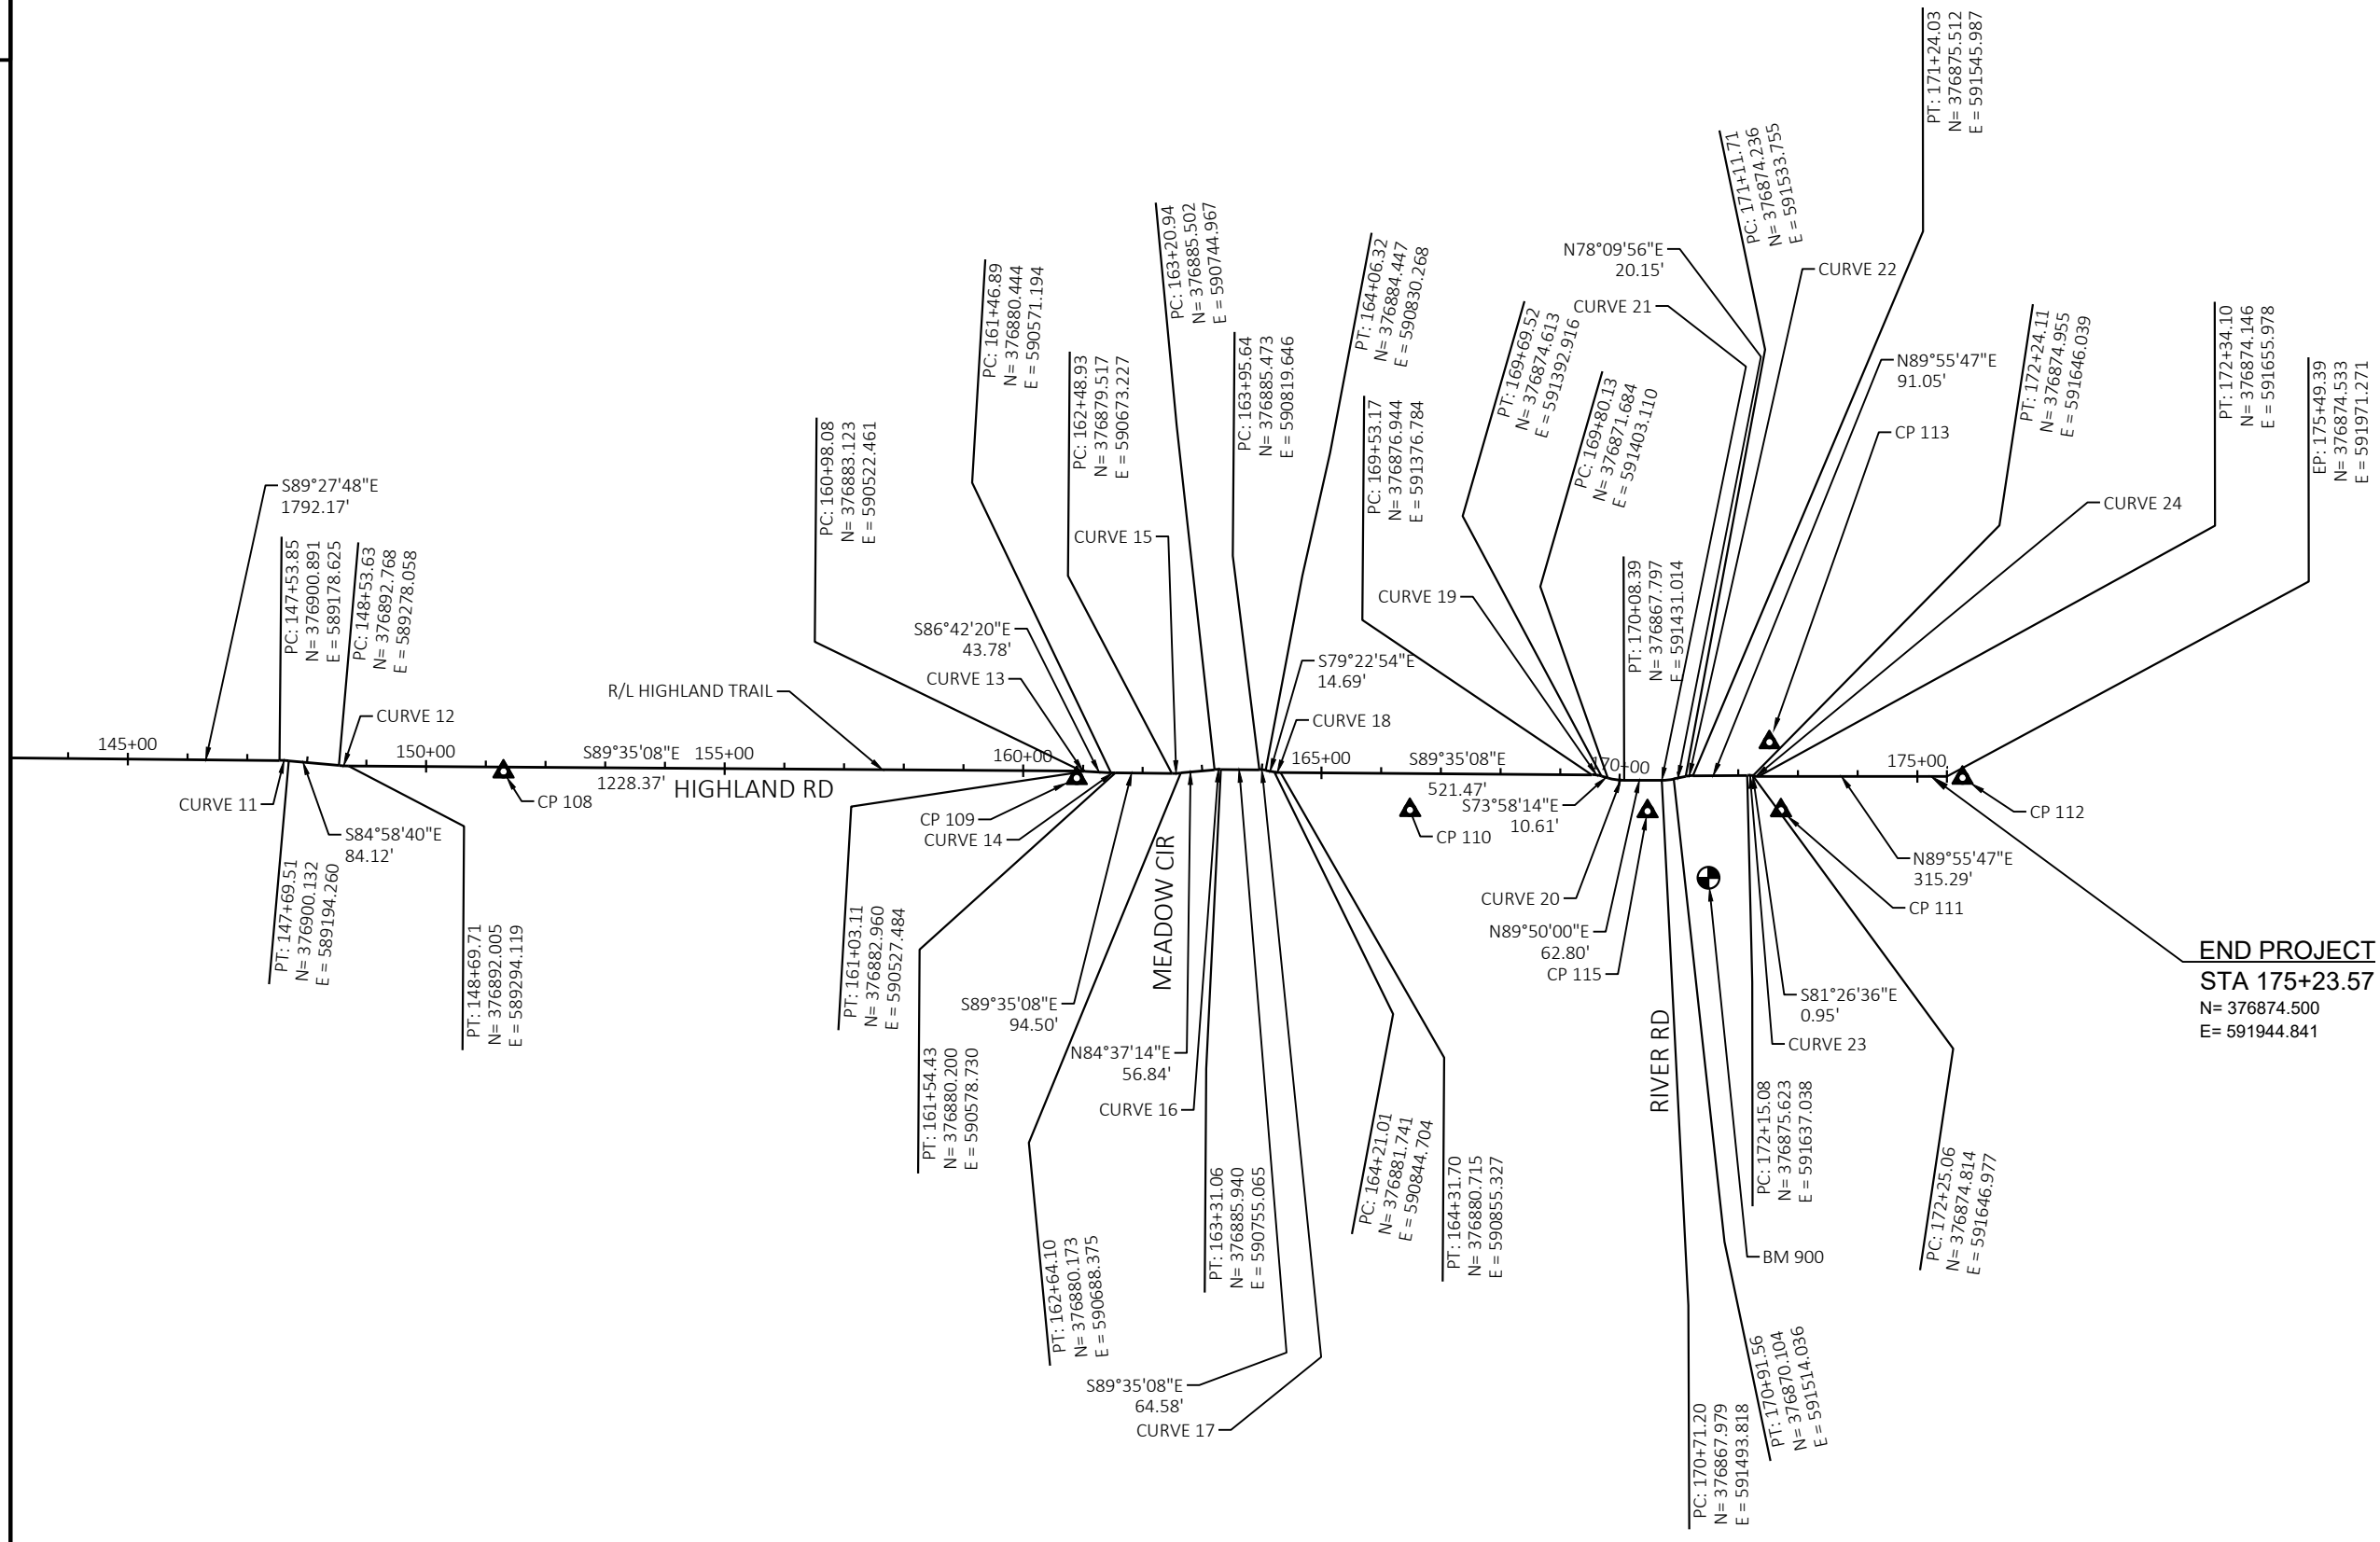 PT: 171+24.03
N= 376875.512
E = 591545.987
PC: 171+11.71
N= 376874.236
E = 591533.755
N78°09'56"E
20.15'
CURVE 22
CURVE 21
PC: 163+20.94
N= 376885.502
E = 590744.967
PT: 164+06.32
N= 376884.447
E = 590830.268
PC: 161+46.89
N= 376880.444
E = 590571.194
PC: 162+48.93
N= 376879.517
E = 590673.227
PC: 163+95.64
N= 376885.473
E = 590819.646
PT: 169+69.52
N= 376874.613
E = 591392.916
PC: 169+80.13
N= 376871.684
E = 591403.110
PC: 169+53.17
N= 376876.944
E = 591376.784
N89°55'47"E
91.05'
CP 113
PT: 172+24.11
N= 376874.955
E = 591646.039
PT: 172+34.10
N= 376874.146
E = 591655.978
EP: 175+49.39
N= 376874.533
E = 591971.271
CURVE 24
S89°27'48"E
1792.17'
PC: 147+53.85
N= 376900.891
E = 589178.625
PC: 148+53.63
N= 376892.768
E = 589278.058
PC: 160+98.08
N= 376883.123
E = 590522.461
CURVE 15
CURVE 19
PT: 170+08.39
N= 376867.797
E = 591431.014
S86°42'20"E
43.78'
CURVE 13
R/L HIGHLAND TRAIL
S79°22'54"E
14.69'
CURVE 18
CURVE 12
145+00
150+00
S89°35'08"E
1228.37'
155+00
160+00
165+00
S89°35'08"E
521.47'
170+00
175+00
HIGHLAND RD
CURVE 11
CP 108
S84°58'40"E
84.12'
CP 109
CURVE 14
CP 110
S73°58'14"E
10.61'
CP 112
N89°55'47"E
315.29'
CP 111
MEADOW CIR
CURVE 20
N89°50'00"E
62.80'
CP 115
PT: 147+69.51
N= 376900.132
E = 589194.260
PT: 148+69.71
N= 376892.005
E = 589294.119
PT: 161+03.11
N= 376882.960
E = 590527.484
S89°35'08"E
94.50'
PT: 161+54.43
N= 376880.200
E = 590578.730
N84°37'14"E
56.84'
CURVE 16
END PROJECT
STA 175+23.57
N= 376874.500
E= 591944.841
S81°26'36"E
0.95'
CURVE 23
RIVER RD
PC: 172+15.08
N= 376875.623
E = 591637.038
PC: 164+21.01
N= 376881.741
E = 590844.704
PT: 164+31.70
N= 376880.715
E = 590855.327
PT: 163+31.06
N= 376885.940
E = 590755.065
PT: 162+64.10
N= 376880.173
E = 590688.375
PC: 172+25.06
N= 376874.814
E = 591646.977
BM 900
S89°35'08"E
64.58'
CURVE 17
PC: 170+71.20
N= 376867.979
E = 591493.818
PT: 170+91.56
N= 376870.104
E = 591514.036